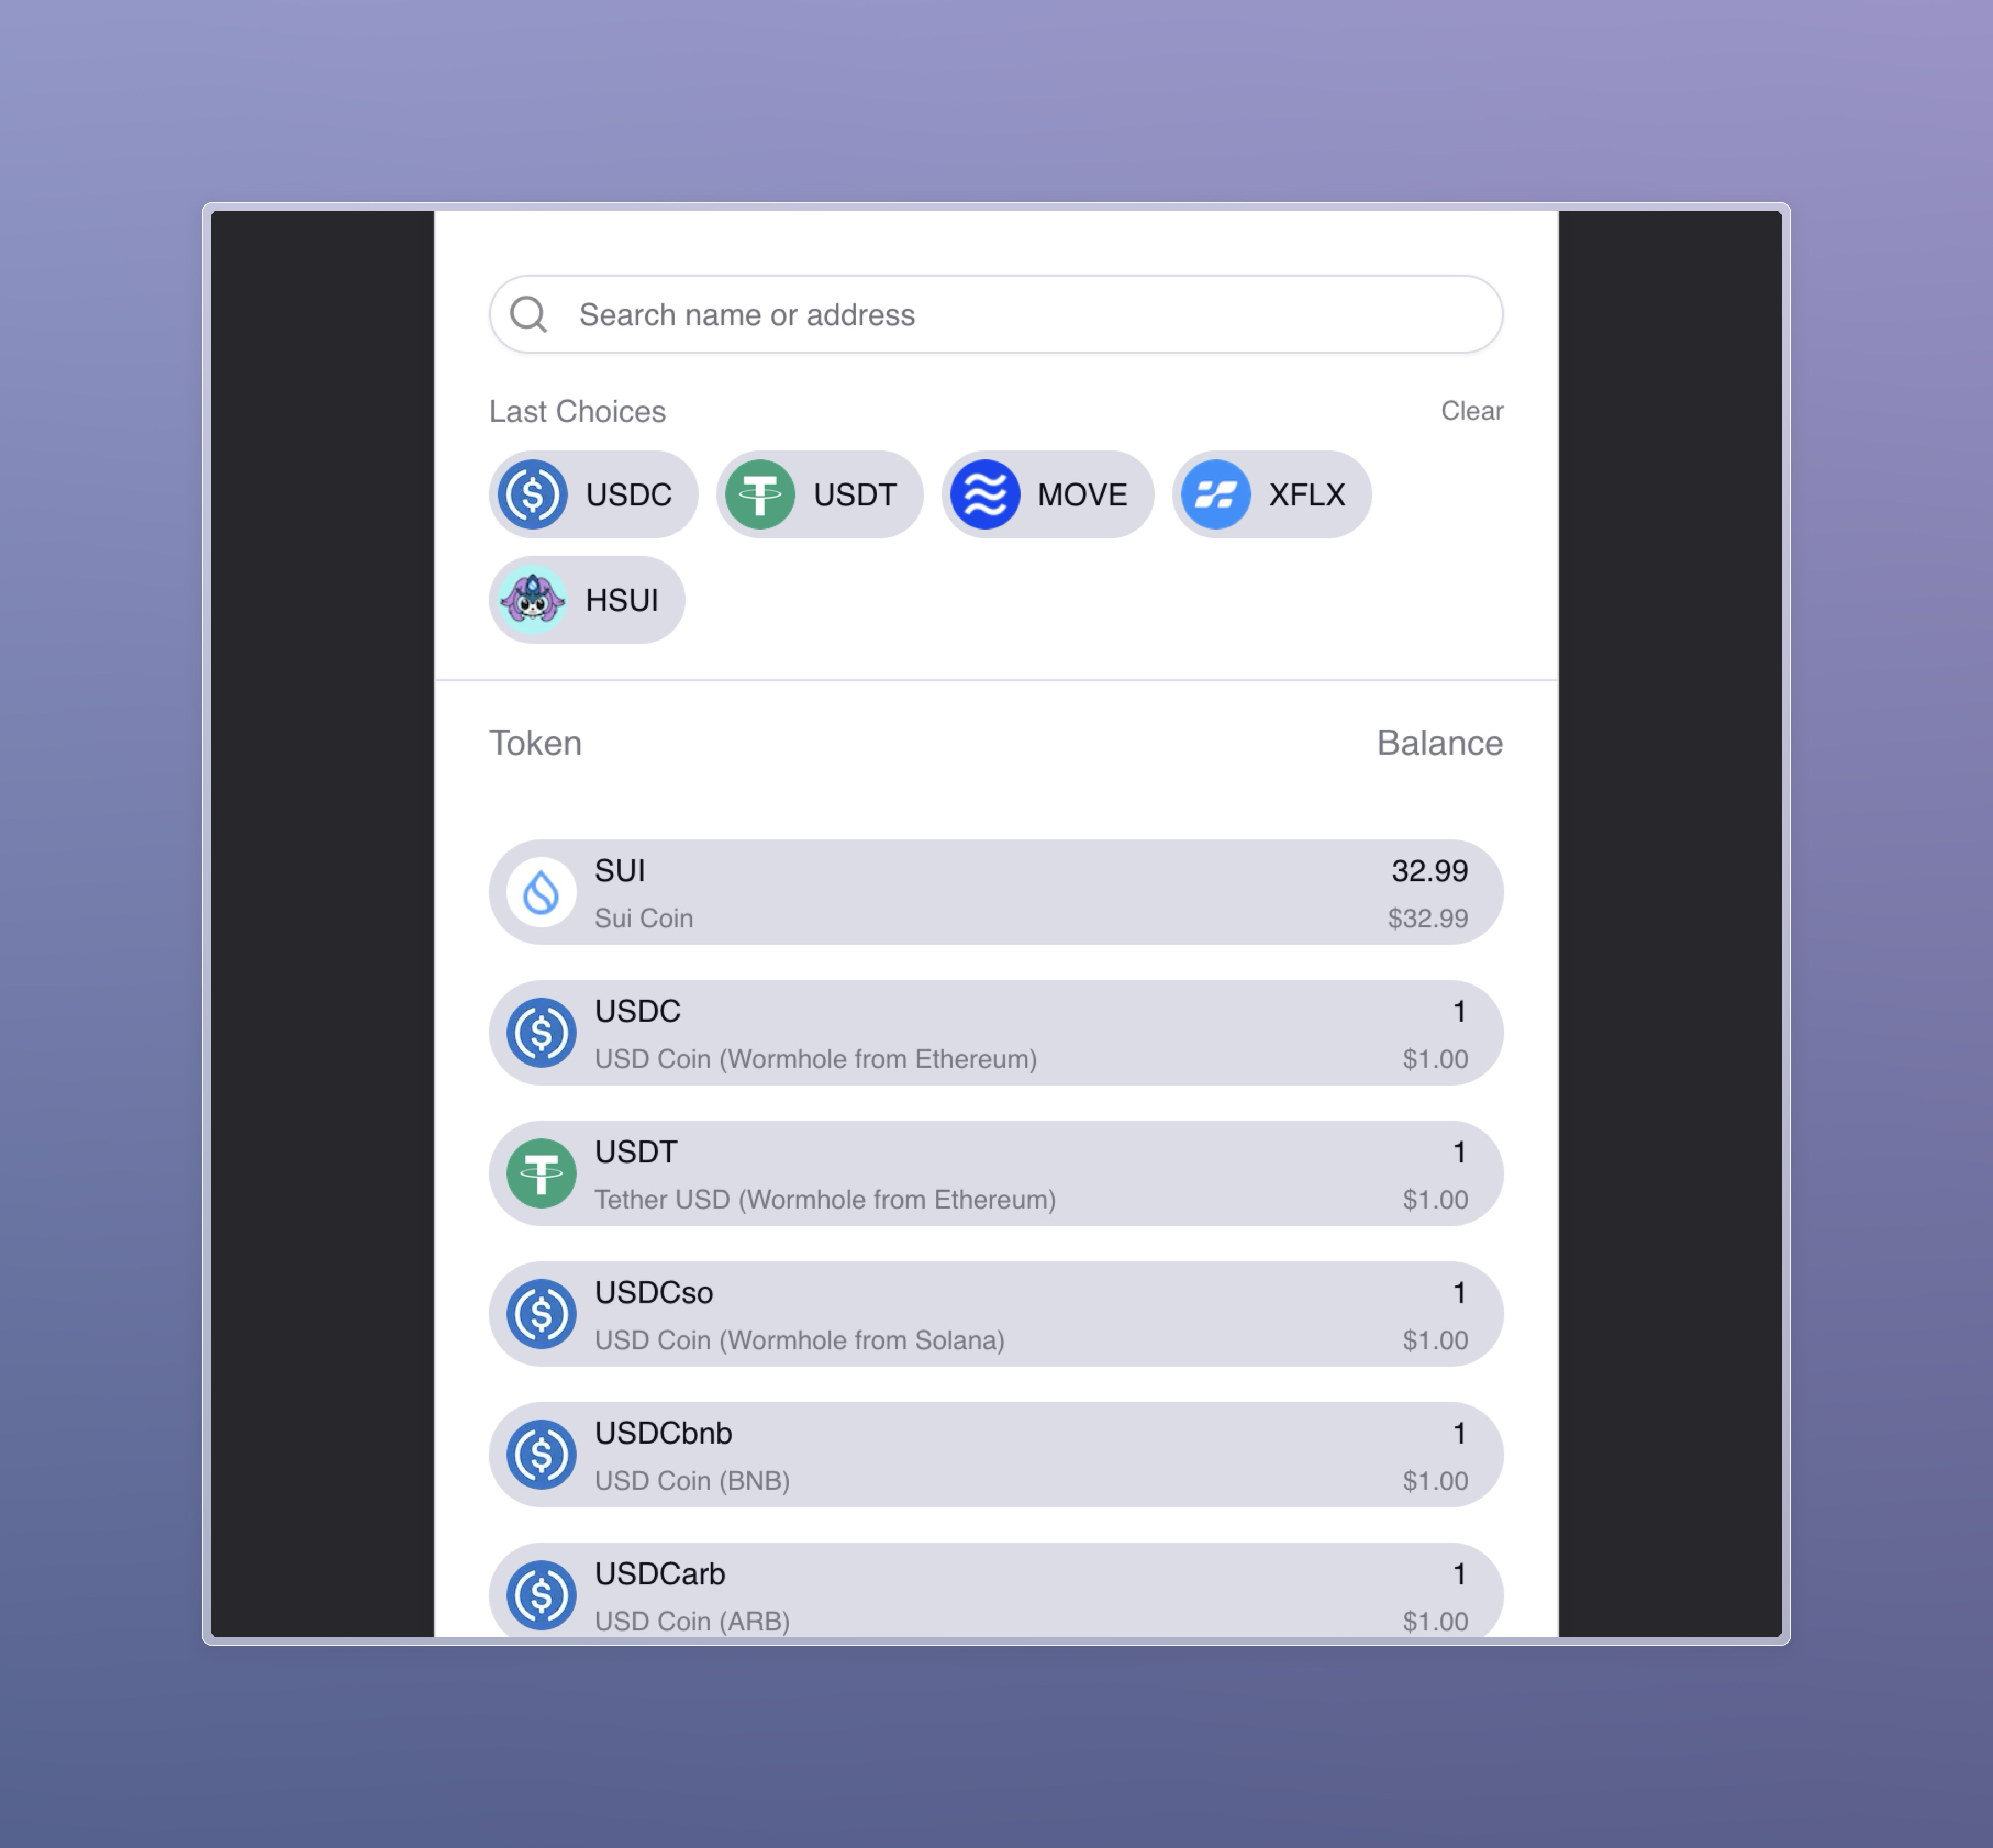 Search name or address
Last Choices Clear
USDC USDT MOVE XFLX
HSUI
Token Balance
SUI 32.99
Sui Coin $32.99
USDC 1
USD Coin (Wormhole from Ethereum) $1.00
USDT 1
Tether USD (Wormhole from Ethereum) $1.00
USDCso 1
USD Coin (Wormhole from Solana) $1.00
USDCbnb 1
USD Coin (BNB) $1.00
USDCarb 1
USD Coin (ARB) $1.00